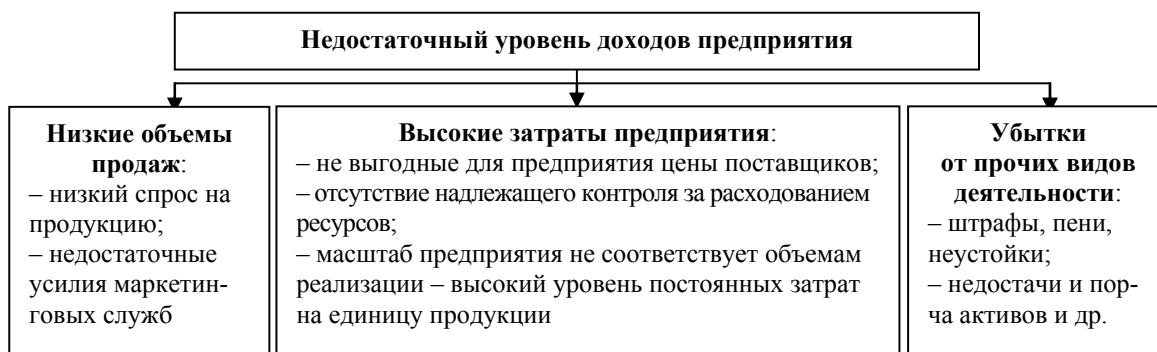 Недостаточный уровень доходов предприятия
Низкие объемы
продаж:
– низкий спрос на
продукцию;
– недостаточные
усилия маркетин-
говых служб
Высокие затраты предприятия:
– не выгодные для предприятия цены поставщиков;
– отсутствие надлежащего контроля за расходованием
ресурсов;
– масштаб предприятия не соответствует объемам
реализации – высокий уровень постоянных затрат
на единицу продукции
Убытки
от прочих видов
деятельности:
– штрафы, пени,
неустойки;
– недостачи и пор-
ча активов и др.